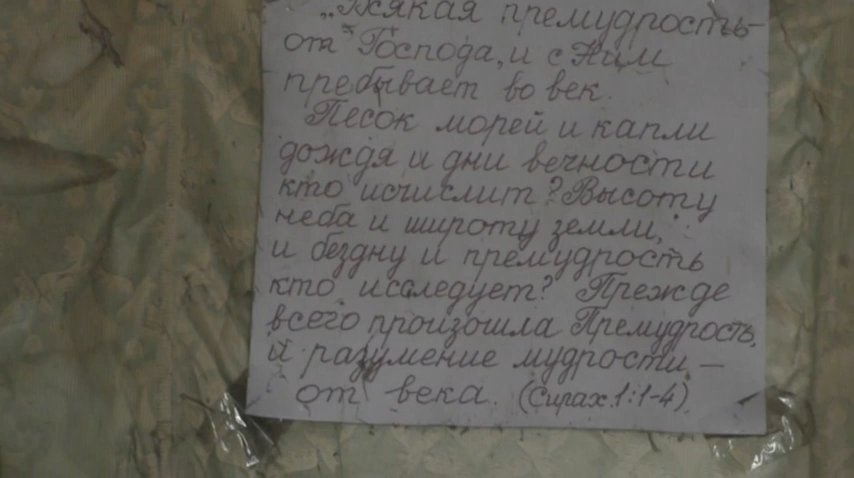 „Всякая премудрость–
от Господа, и с Ним
пребывает во век.
Песок морей и капли
дождя и дни вечности
кто исчислит? Высоту
неба и широту земли,
и бездну и премудрость
кто исследует? Прежде
всего произошла Премудрость,
и разумение мудрости –
от века. (Сирах.1:1-4)